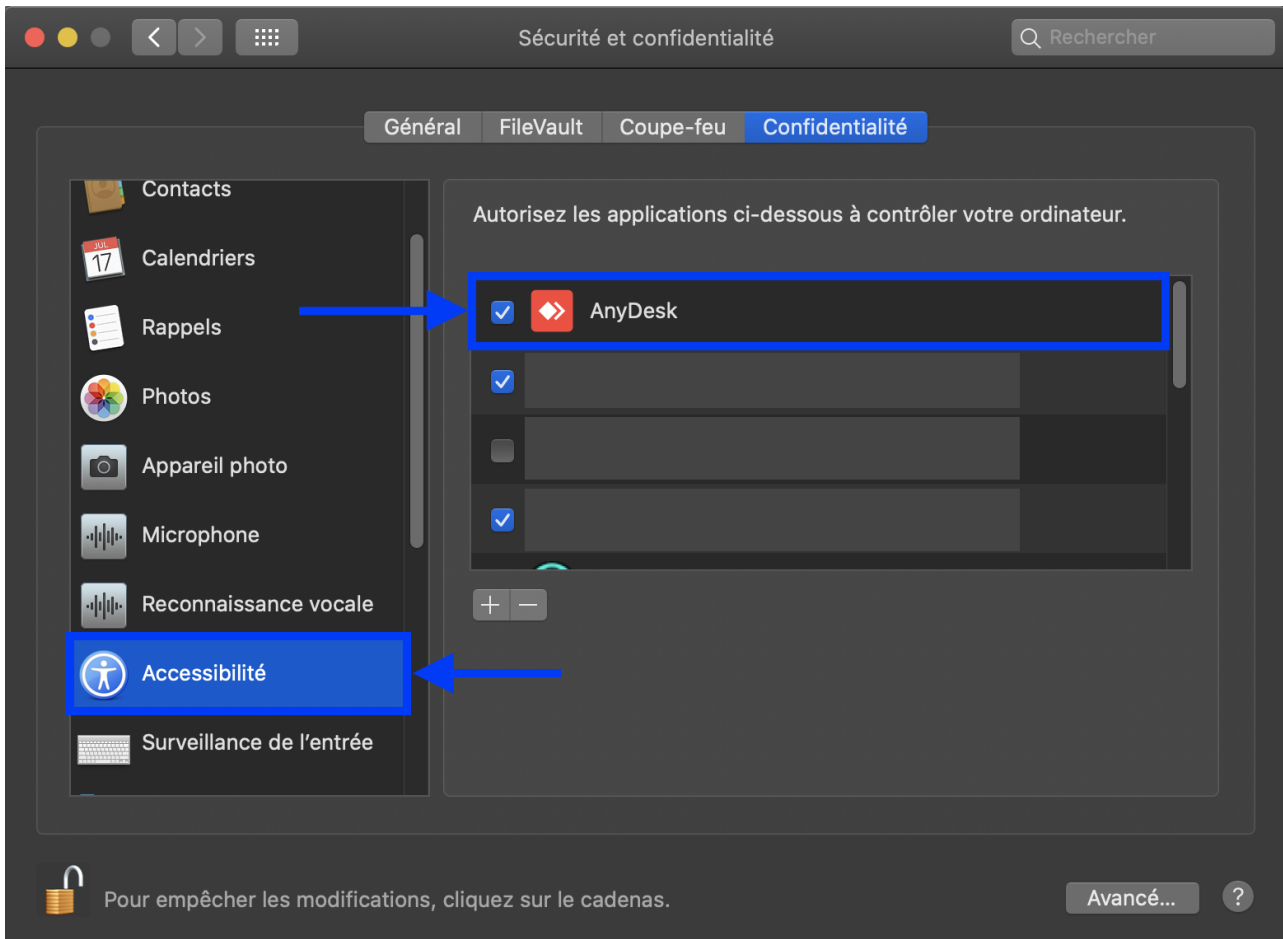 Sécurité et confidentialité
Rechercher
Général
FileVault
Coupe-feu
Confidentialité
Contacts
JUL
17
Calendriers
Rappels
Photos
Appareil photo
Microphone
Reconnaissance vocale
Accessibilité
Surveillance de l’entrée
Autorisez les applications ci-dessous à contrôler votre ordinateur.
AnyDesk
Pour empêcher les modifications, cliquez sur le cadenas.
Avancé...
?